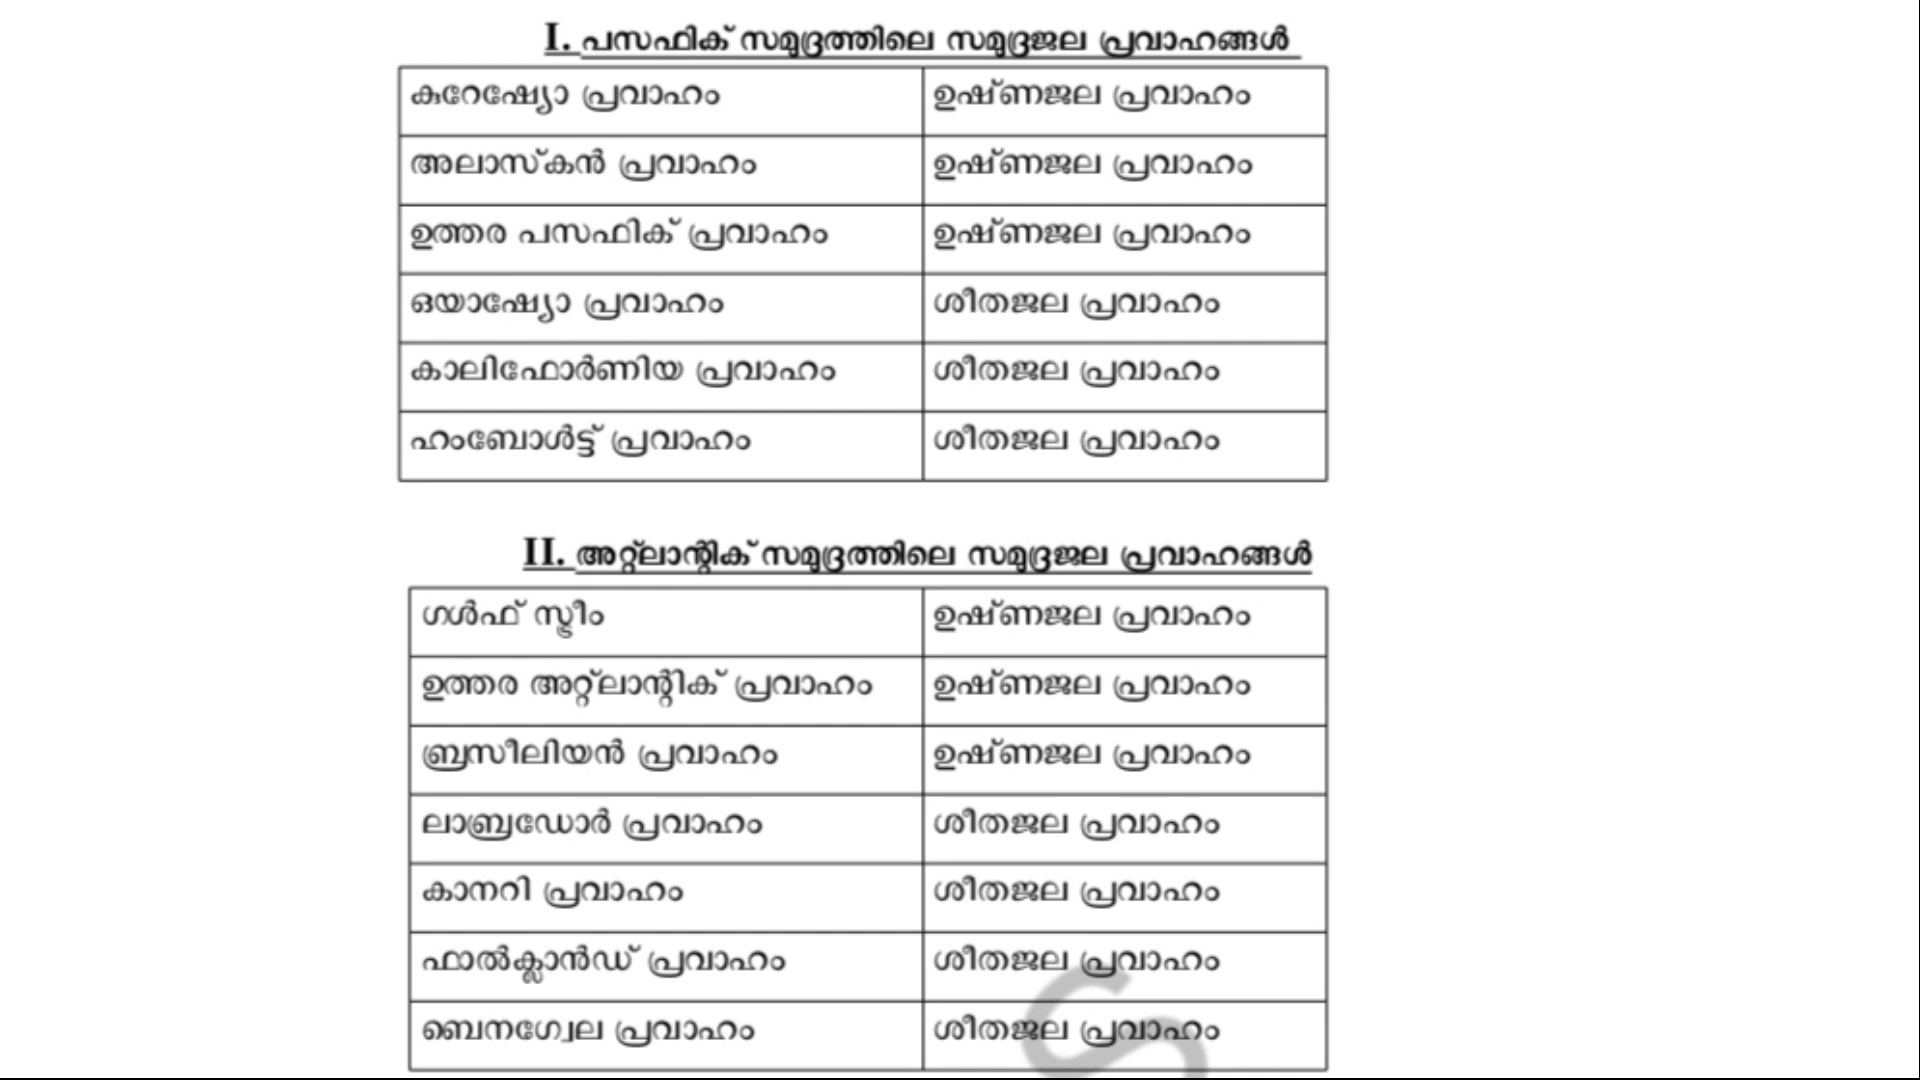 I. പസഫിക് സമുദ്രത്തിലെ സമുദ്രജല പ്രവാഹങ്ങൾ
കുറേഷ്യോ പ്രവാഹം ഉഷ്ണജല പ്രവാഹം
അലാസ്കൻ പ്രവാഹം ഉഷ്ണജല പ്രവാഹം
ഉത്തര പസഫിക് പ്രവാഹം ഉഷ്ണജല പ്രവാഹം
ഒയാഷ്യോ പ്രവാഹം ശീതജല പ്രവാഹം
കാലിഫോർണിയ പ്രവാഹം ശീതജല പ്രവാഹം
ഹംബോൾട്ട് പ്രവാഹം ശീതജല പ്രവാഹം
II. അറ്റ്ലാന്റിക് സമുദ്രത്തിലെ സമുദ്രജല പ്രവാഹങ്ങൾ
ഗൾഫ് സ്ട്രീം ഉഷ്ണജല പ്രവാഹം
ഉത്തര അറ്റ്ലാന്റിക് പ്രവാഹം ഉഷ്ണജല പ്രവാഹം
ബ്രസീലിയൻ പ്രവാഹം ഉഷ്ണജല പ്രവാഹം
ലാബ്രഡോർ പ്രവാഹം ശീതജല പ്രവാഹം
കാനറി പ്രവാഹം ശീതജല പ്രവാഹം
ഫാൽക്ലാൻഡ് പ്രവാഹം ശീതജല പ്രവാഹം
ബെനഗ്വേല പ്രവാഹം ശീതജല പ്രവാഹം